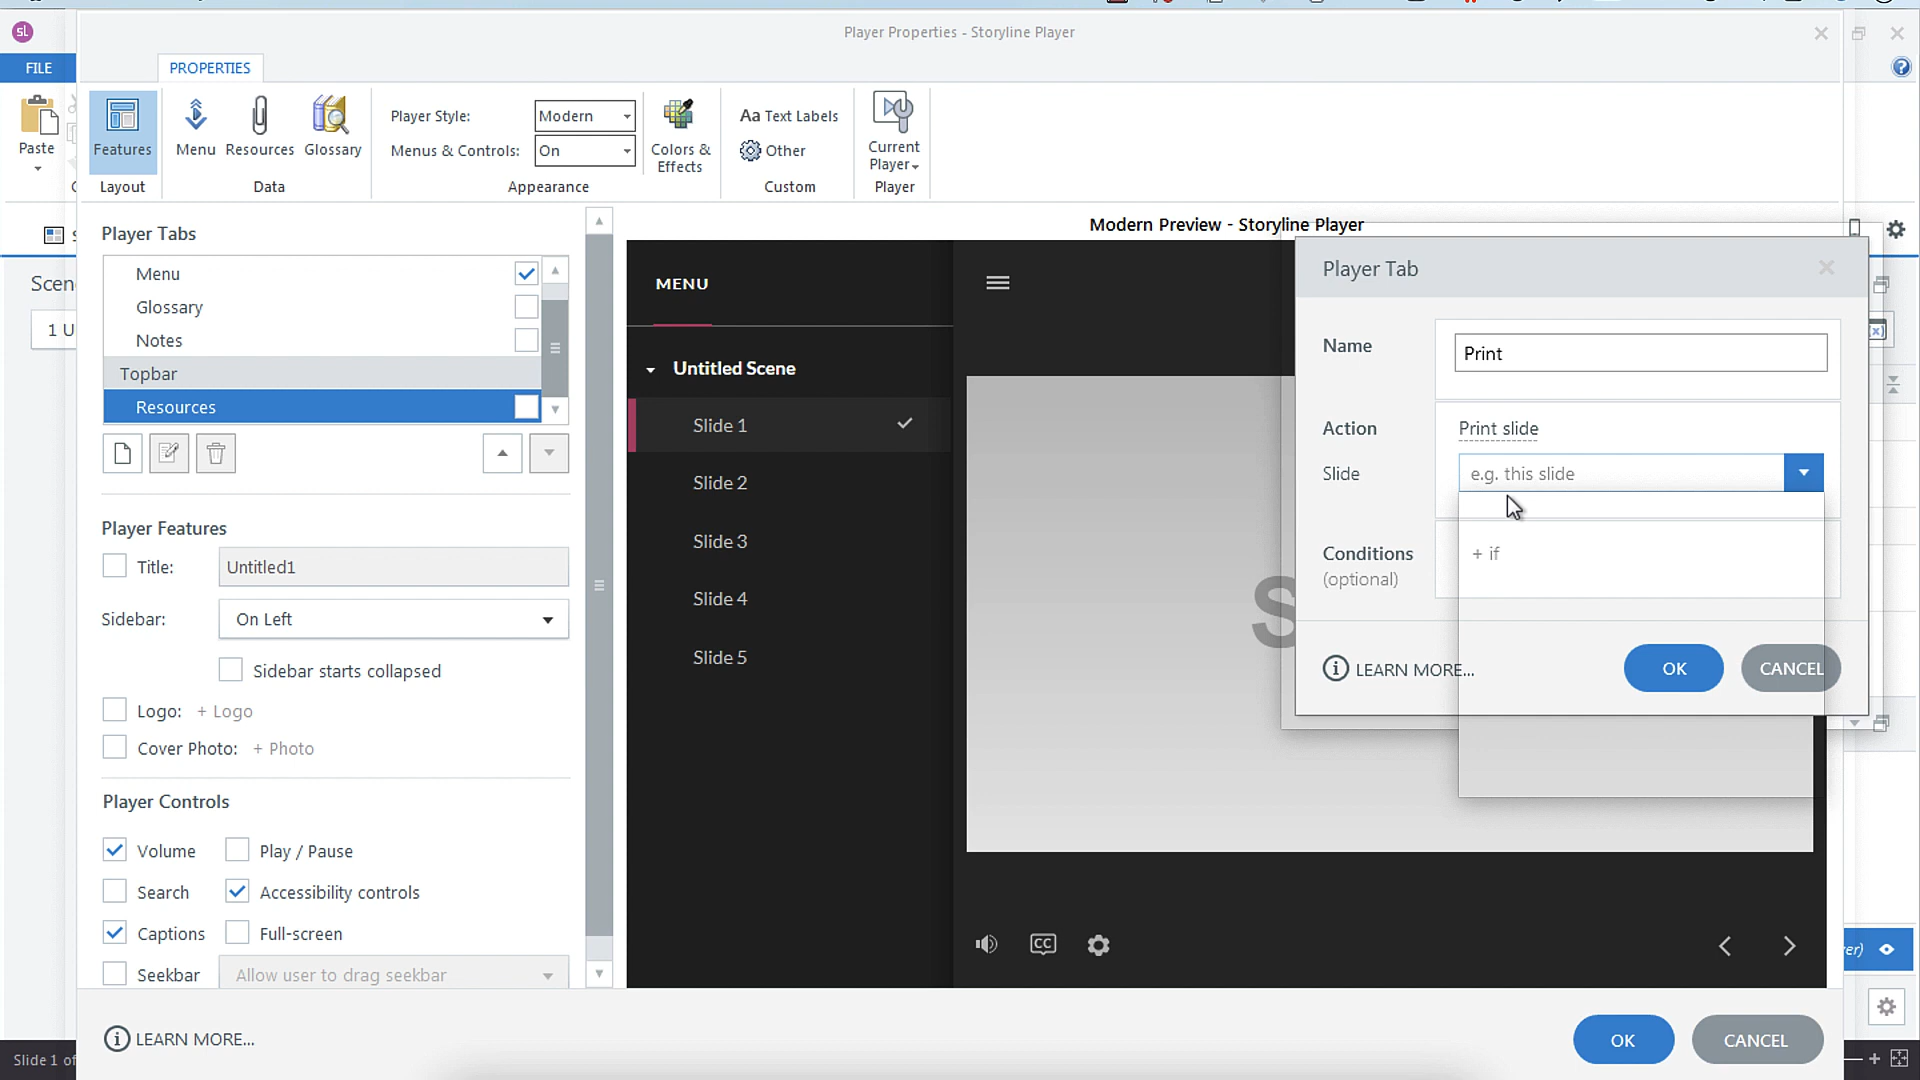 sL
Player Properties - Storyline Player
FILE
PROPERTIES
Paste
Features
Menu
Resources
Glossary
Player Style:
Modern
Menus & Controls:
On
Colors &
Effects
Aa Text Labels
Other
Current
Player
Layout
Data
Appearance
Custom
Player
Player Tabs
Menu
Glossary
Notes
Topbar
Resources
Scen
1 U
Player Features
Title:
Untitled1
Sidebar:
On Left
Sidebar starts collapsed
Logo:
+ Logo
Cover Photo:
+ Photo
Player Controls
Volume
Play / Pause
Search
Accessibility controls
Captions
Full-screen
Seekbar
Allow user to drag seekbar
LEARN MORE...
Modern Preview - Storyline Player
MENU
Untitled Scene
Slide 1
Slide 2
Slide 3
Slide 4
Slide 5
S
CC
Player Tab
Name
Print
Action
Print slide
Slide
e.g. this slide
Conditions
(optional)
+ if
LEARN MORE...
OK
CANCEL
er)
OK
CANCEL
Slide 1 of